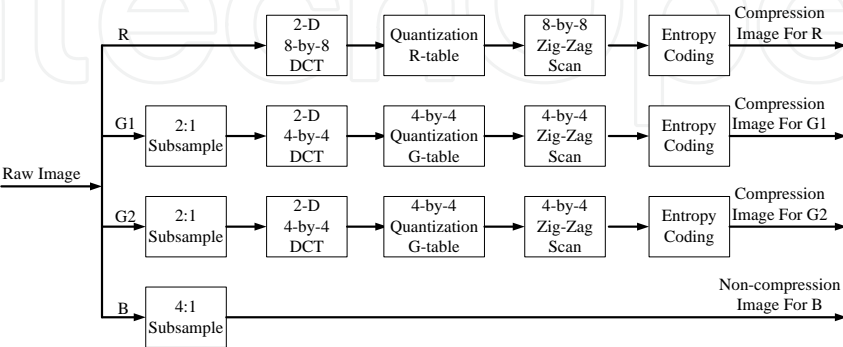 R
2-D
8-by-8
DCT
Quantization
R-table
8-by-8
Zig-Zag
Scan
Entropy
Coding
Compression
Image For R
G1
2:1
Subsample
2-D
4-by-4
DCT
4-by-4
Quantization
G-table
4-by-4
Zig-Zag
Scan
Entropy
Coding
Compression
Image For G1
Raw Image
G2
2:1
Subsample
2-D
4-by-4
DCT
4-by-4
Quantization
G-table
4-by-4
Zig-Zag
Scan
Entropy
Coding
Compression
Image For G2
B
4:1
Subsample
Non-compression
Image For B